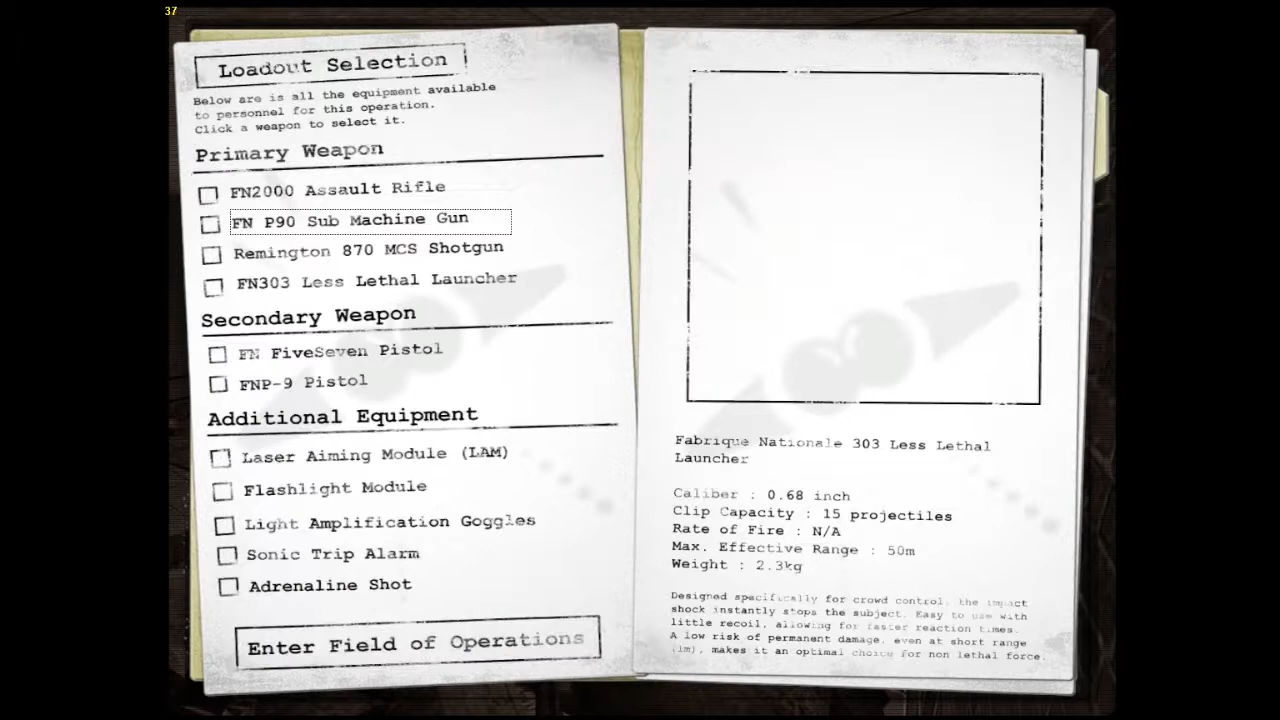 37
Loadout Selection
Below are is all the equipment available
to personnel for this operation.
Click a weapon to select it.
Primary Weapon
FN2000 Assault Rifle
FN P90 Sub Machine Gun
Remington 870 MCS Shotgun
FN303 Less Lethal Launcher
Secondary Weapon
FN FiveSeven Pistol
FNP-9 Pistol
Additional Equipment
Laser Aiming Module (LAM)
Flashlight Module
Light Amplification Goggles
Sonic Trip Alarm
Adrenaline Shot
Enter Field of Operations
Fabrique Nationale 303 Less Lethal
Launcher
Caliber : 0.68 inch
Clip Capacity : 15 projectiles
Rate of Fire : N/A
Max. Effective Range : 50m
Weight : 2.3kg
Designed specifically for crowd control, the impact
shock instantly stops the subject. Easy to use with
little recoil, allowing for faster reaction times.
A low risk of permanent damage, even at short range
(1m), makes it an optimal choice for non lethal force.